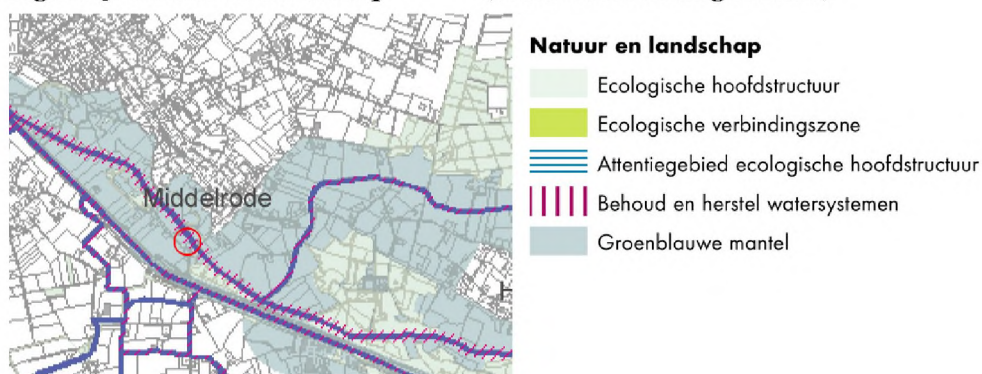 Middelrode
H
Natuur en landschap
Ecologische hoofdstructuur
Ecologische verbindingszone
Attentiegebied ecologische hoofdstructuur
Behoud en herstel watersystemen
Groenblauwe mantel